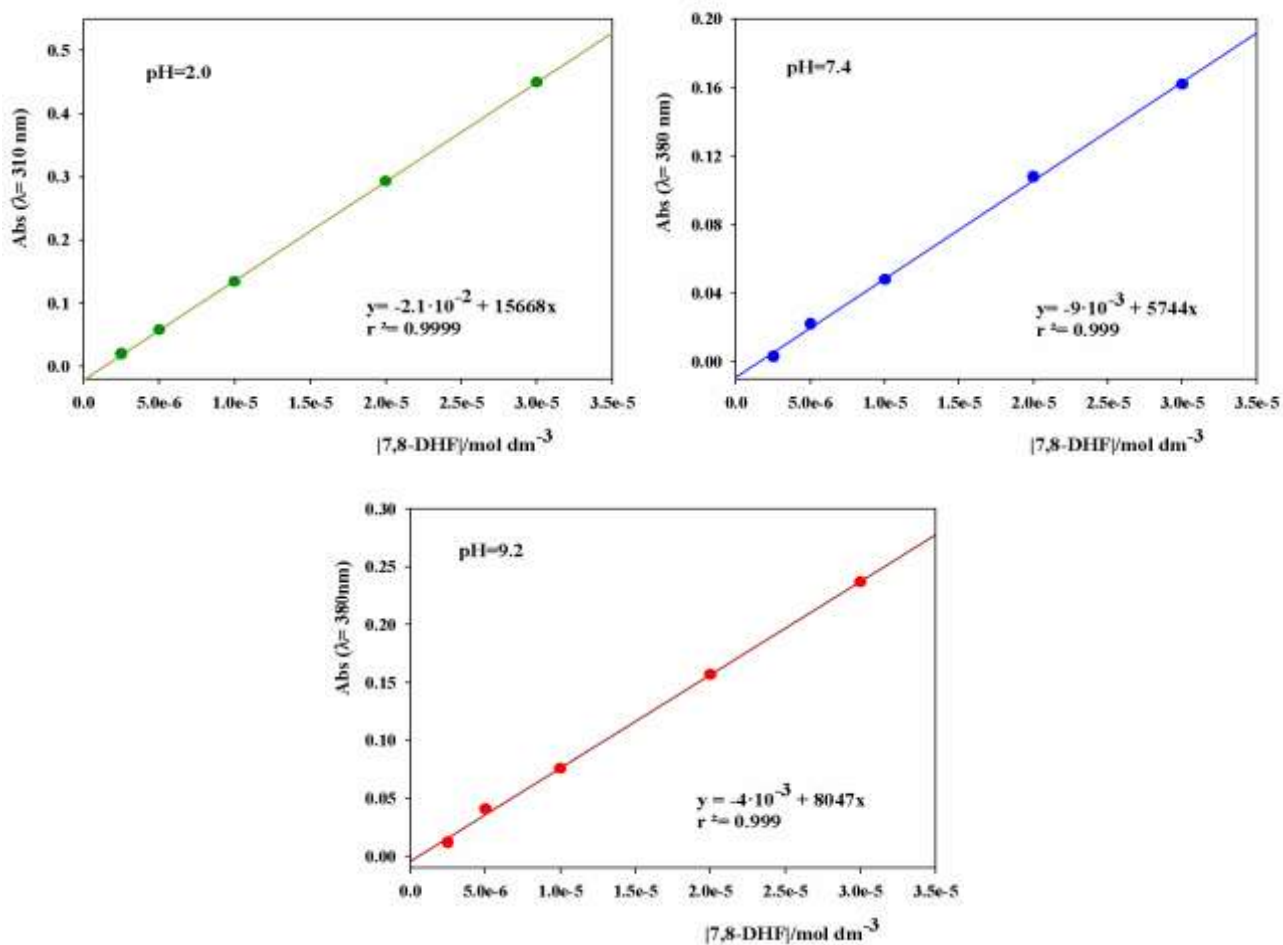 pH=2.0
Abs (λ= 310 nm)
0.5
0.4
0.3
0.2
0.1
0.0
y= -2.1·10⁻² + 15668x
r ²= 0.9999
0.0 5.0e-6 1.0e-5 1.5e-5 2.0e-5 2.5e-5 3.0e-5 3.5e-5
|7,8-DHF|/mol dm⁻³
pH=7.4
Abs (λ= 380 nm)
0.20
0.16
0.12
0.08
0.04
0.00
y= -9·10⁻³ + 5744x
r ²= 0.999
0.0 5.0e-6 1.0e-5 1.5e-5 2.0e-5 2.5e-5 3.0e-5 3.5e-5
|7,8-DHF|/mol dm⁻³
pH=9.2
Abs (λ= 380nm)
0.30
0.25
0.20
0.15
0.10
0.05
0.00
y = -4·10⁻³ + 8047x
r ²= 0.999
0.0 5.0e-6 1.0e-5 1.5e-5 2.0e-5 2.5e-5 3.0e-5 3.5e-5
|7,8-DHF|/mol dm⁻³